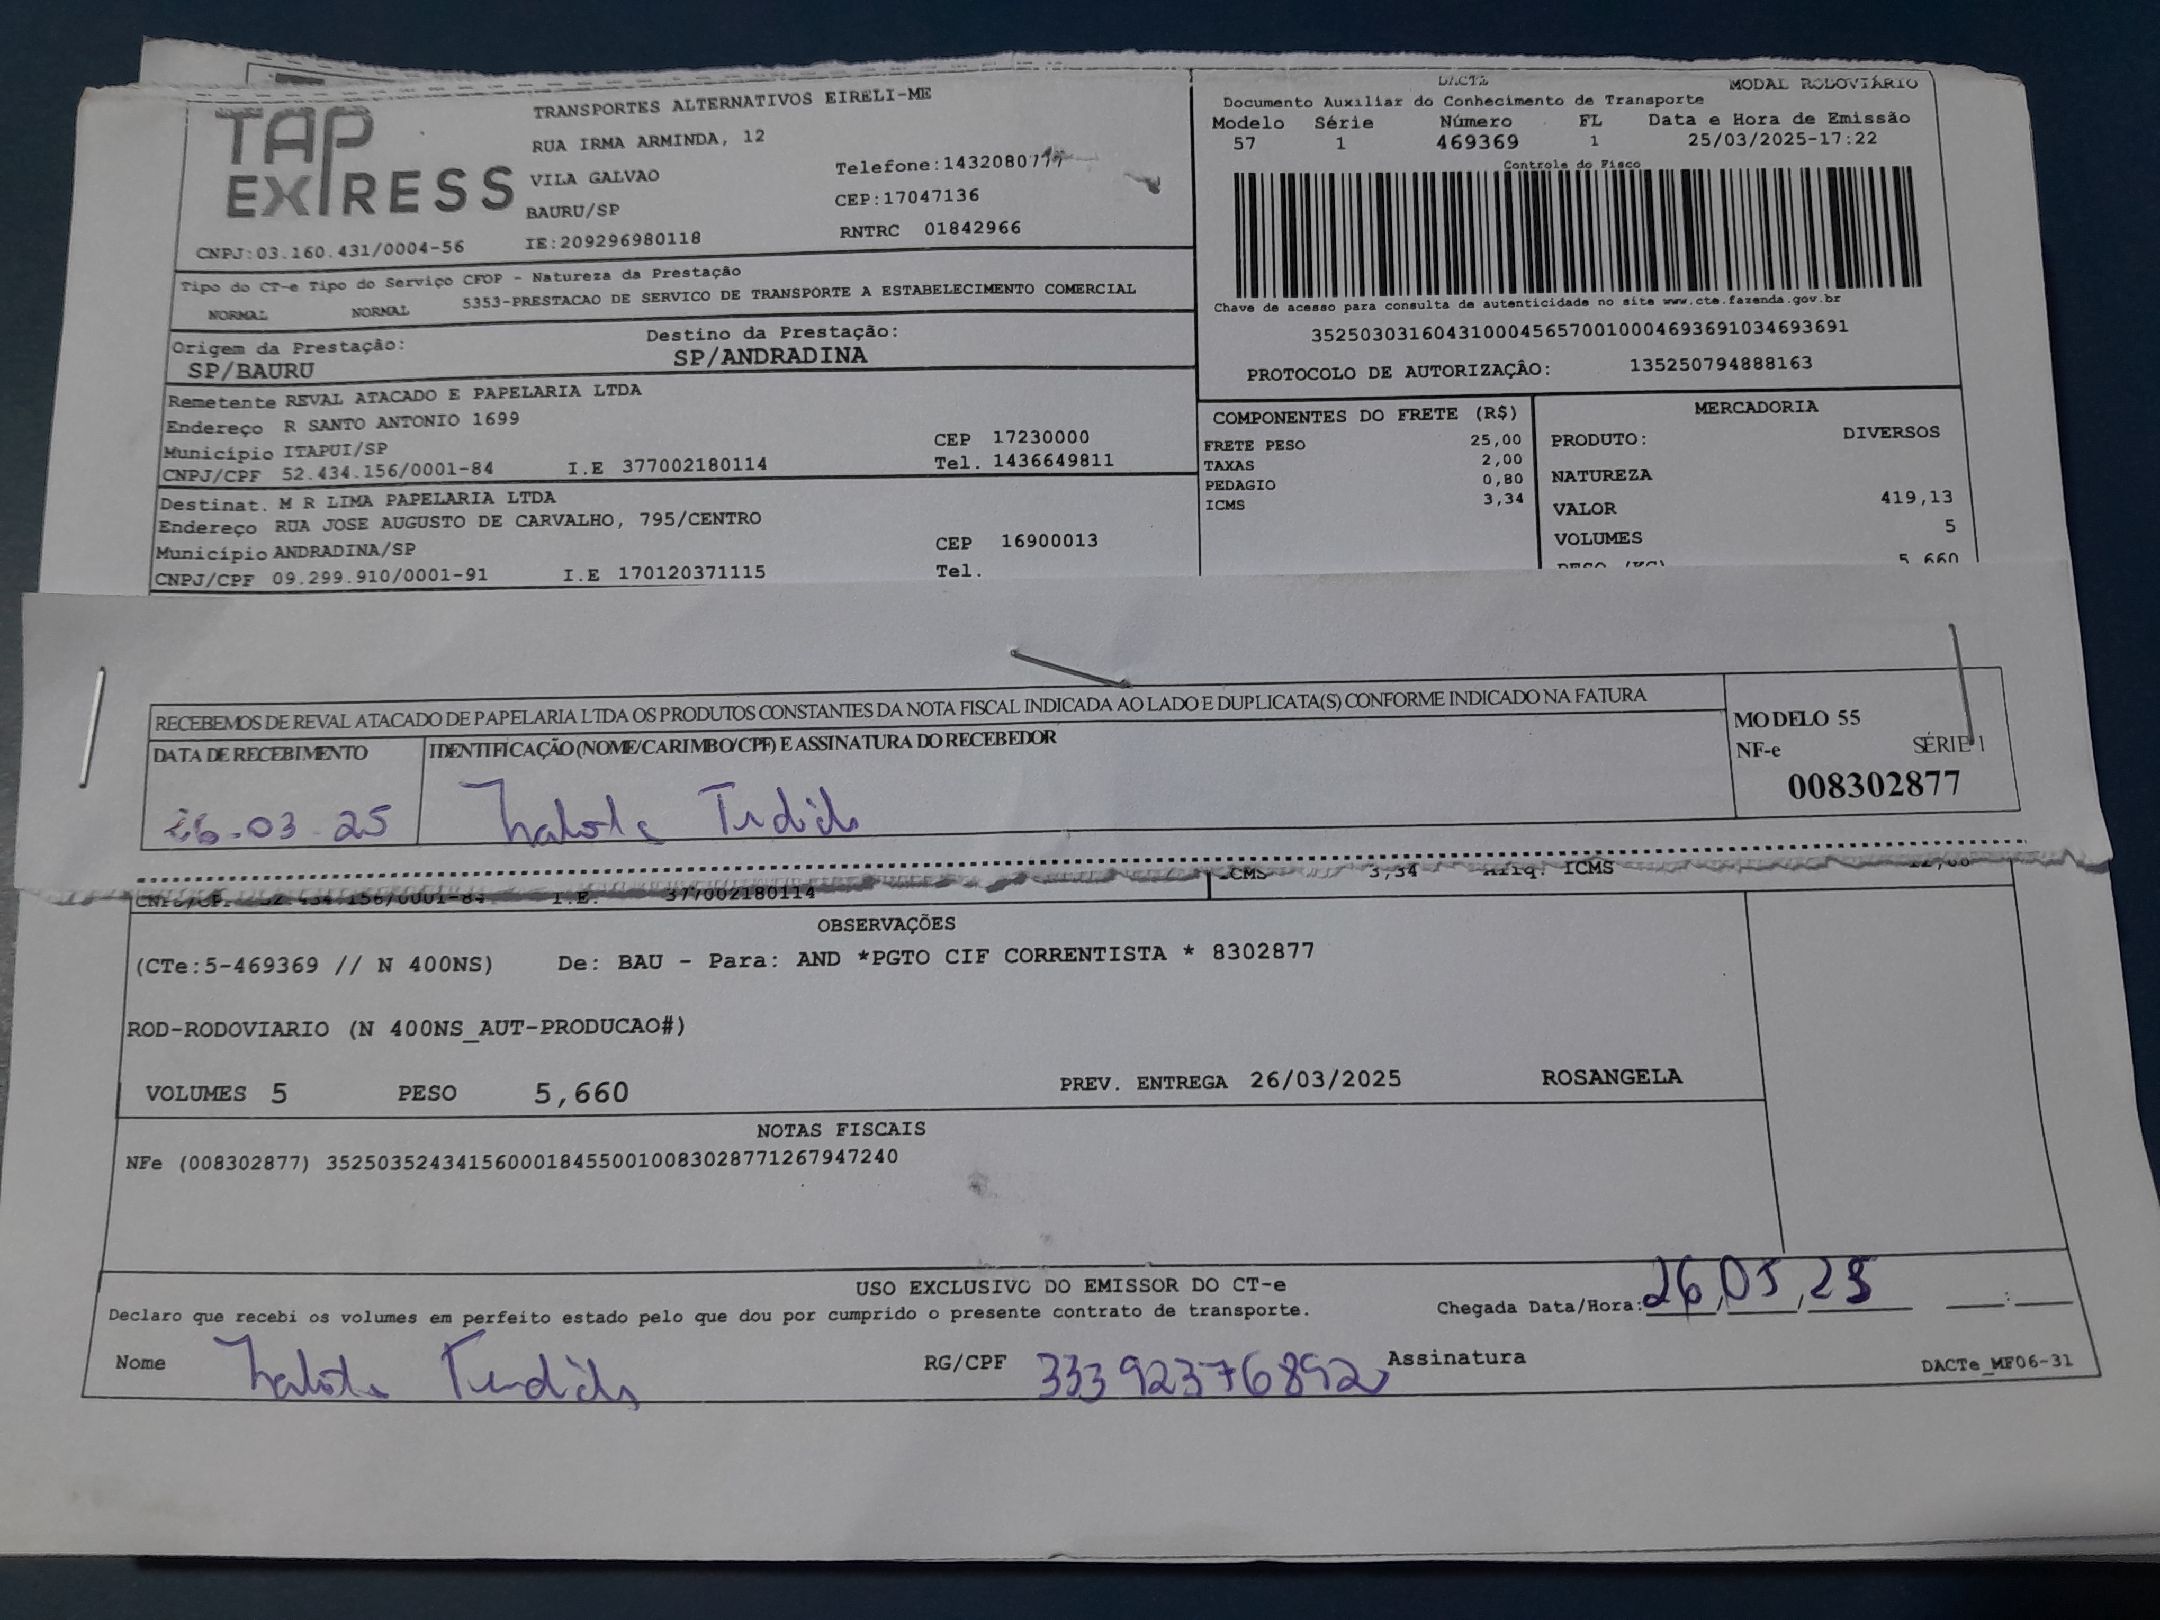 TAP
EXPRESS
CNPJ:03.160.431/0004-56
TRANSPORTES ALTERNATIVOS EIRELI-ME
RUA IRMA ARMINDA, 12
VILA GALVAO
BAURU/SP
IE:209296980118
CEP:17047136
RNTRC 01842966
DACTE
MODAL RODOVIÁRIO
Documento Auxiliar do Conhecimento de Transporte
Modelo Série Número FL Data e Hora de Emissão
57 1 469369 1 25/03/2025-17:22
Controle do Fisco
Chave de acesso para consulta de autenticidade no site www.cte.fazenda.gov.br
35250303160431000456570010004693691034693691
PROTOCOLO DE AUTORIZAÇÂO: 135250794888163
Tipo do CT-e Tipo do Serviço CFOP - Natureza da Prestação
NORMAL NORMAL 5353-PRESTACAO DE SERVICO DE TRANSPORTE A ESTABELECIMENTO COMERCIAL
Origem da Prestação: Destino da Prestação:
SP/BAURU SP/ANDRADINA
Remetente REVAL ATACADO E PAPELARIA LTDA
Endereço R SANTO ANTONIO 1699
Município ITAPUI/SP CEP 17230000
CNPJ/CPF 52.434.156/0001-84 I.E 377002180114 Tel. 1436649811
Destinat. M R LIMA PAPELARIA LTDA
Endereço RUA JOSE AUGUSTO DE CARVALHO, 795/CENTRO
Município ANDRADINA/SP CEP 16900013
CNPJ/CPF 09.299.910/0001-91 I.E 170120371115 Tel.
COMPONENTES DO FRETE (R$)
FRETE PESO 25,00
TAXAS 2,00
PEDAGIO 0,80
ICMS 3,34
MERCADORIA
PRODUTO: DIVERSOS
NATUREZA
VALOR 419,13
VOLUMES 5
PESO (KG) 5,660
RECEBEMOS DE REVAL ATACADO DE PAPELARIA LTDA OS PRODUTOS CONSTANTES DA NOTA FISCAL INDICADA AO LADO E DUPLICATA(S) CONFORME INDICADO NA FATURA
DATA DE RECEBIMENTO IDENTIFICAÇÃO (NOME/CARIMBO/CPF) E ASSINATURA DO RECEBEDOR
26.03.25
MODELO 55
NF-e SÉRIE 1
008302877
CNPJ/CPF 52.434.156/0001-84 I.E. 377002180114 ICMS 3,34 Aliq. ICMS
OBSERVAÇÕES
(CTe:5-469369 // N 400NS) De: BAU - Para: AND *PGTO CIF CORRENTISTA * 8302877
ROD-RODOVIARIO (N 400NS_AUT-PRODUCAO#)
VOLUMES 5 PESO 5,660 PREV. ENTREGA 26/03/2025 ROSANGELA
NOTAS FISCAIS
NFe (008302877) 35250352434156000184550010083028771267947240
USO EXCLUSIVO DO EMISSOR DO CT-e
Declaro que recebi os volumes em perfeito estado pelo que dou por cumprido o presente contrato de transporte.
Chegada Data/Hora:
Nome RG/CPF 33392376892 Assinatura
DACTe_MF06-31